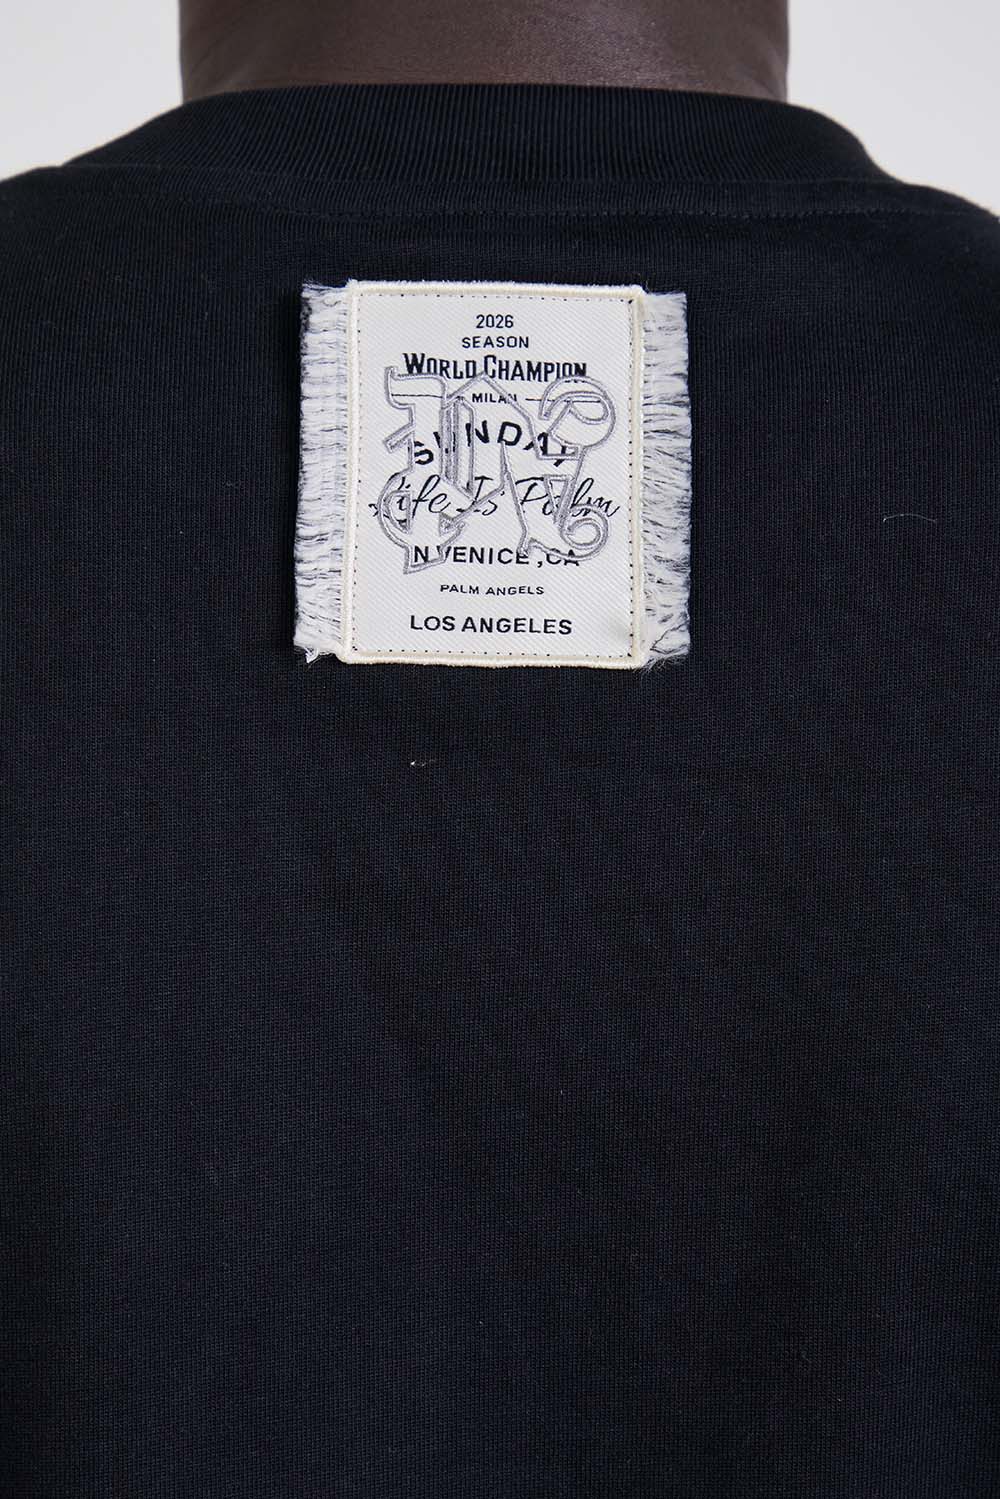 2026
SEASON
WORLD CHAMPION
MILAN
SUNDAY
Life Is Palm
N VENICE, CA
PALM ANGELS
LOS ANGELES